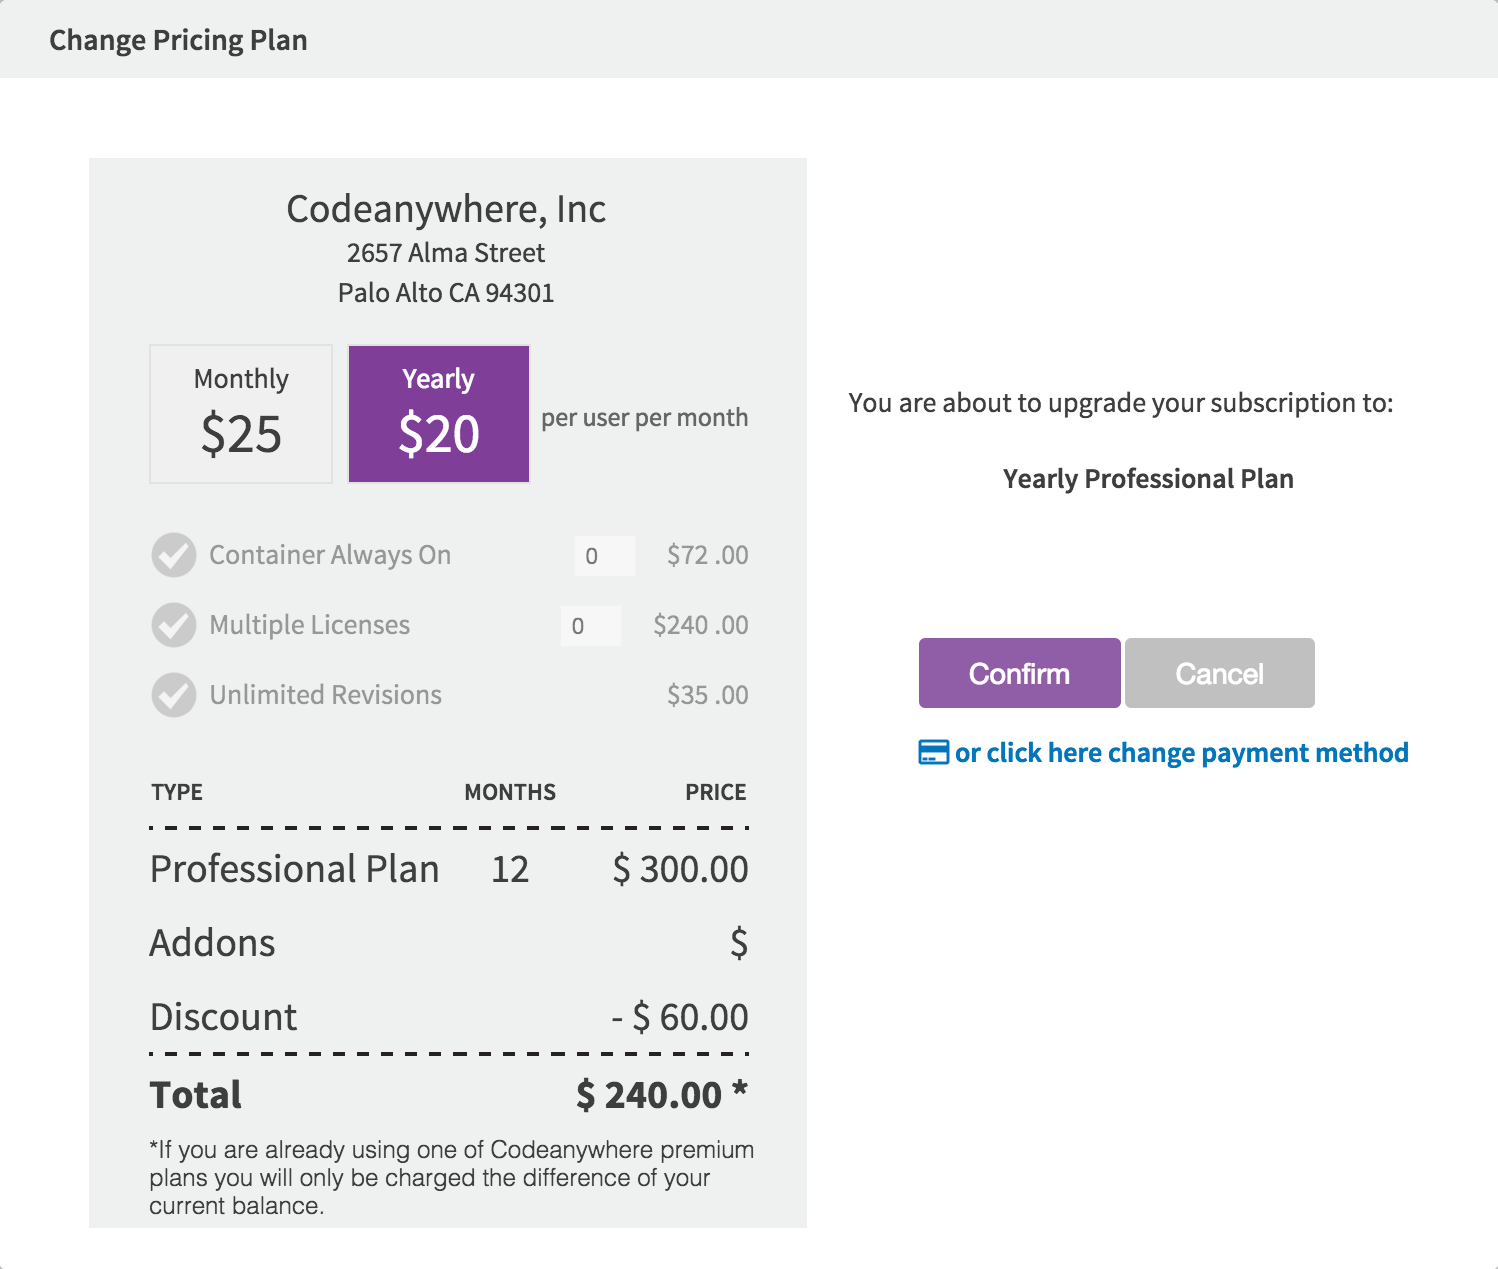 Change Pricing Plan
Codeanywhere, Inc
2657 Alma Street
Palo Alto CA 94301
Monthly
$25
Yearly
$20
per user per month
Container Always On 0 $72 .00
Multiple Licenses 0 $240 .00
Unlimited Revisions $35 .00
TYPE MONTHS PRICE
Professional Plan 12 $ 300.00
Addons $
Discount - $ 60.00
Total $ 240.00 *
*If you are already using one of Codeanywhere premium
plans you will only be charged the difference of your
current balance.
You are about to upgrade your subscription to:
Yearly Professional Plan
Confirm Cancel
or click here change payment method